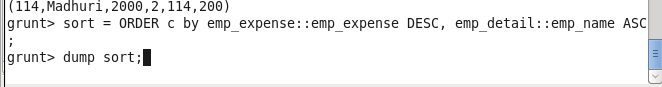 (114,Madhuri,2000,2,114,200)
grunt> sort = ORDER c by emp_expense::emp_expense DESC, emp_detail::emp_name ASC
;
grunt> dump sort;